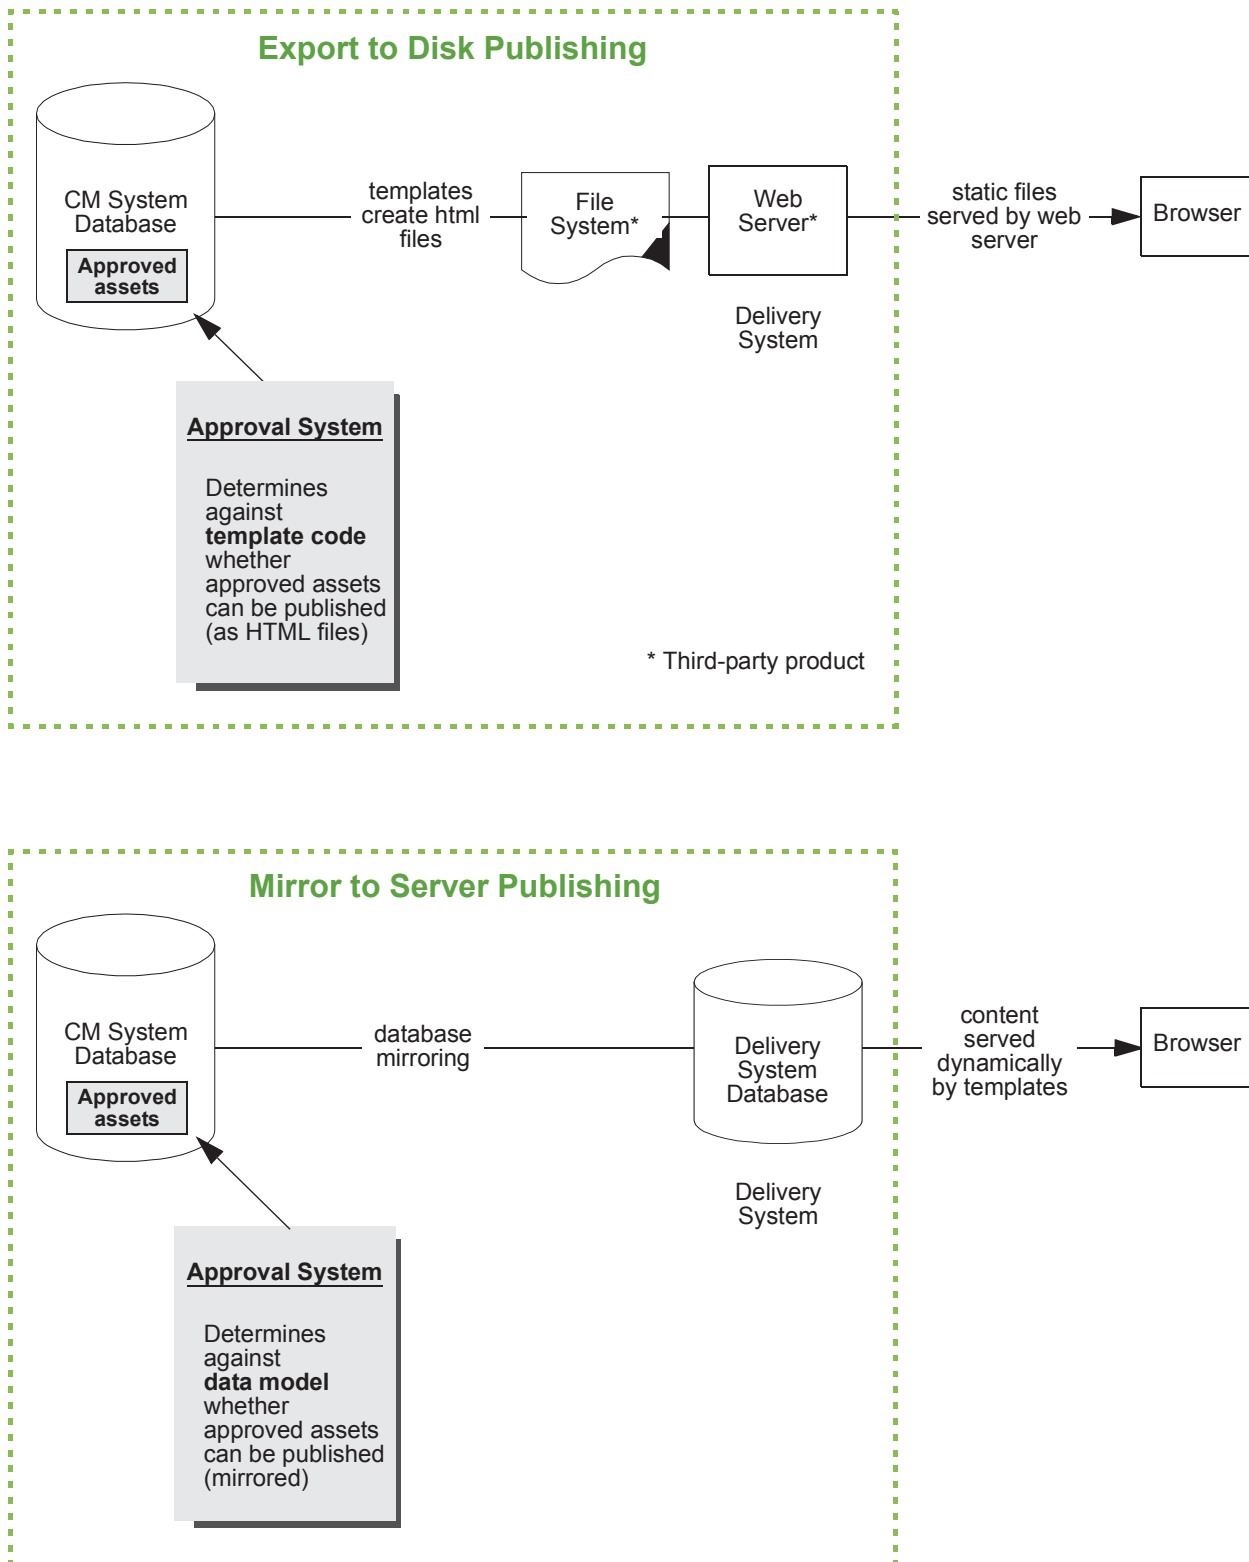 Export to Disk Publishing
CM System
Database
Approved
assets
templates
create html
files
File
System*
Web
Server*
Delivery
System
static files
served by web
server
Browser
Approval System
Determines
against
template code
whether
approved assets
can be published
(as HTML files)
* Third-party product
Mirror to Server Publishing
CM System
Database
Approved
assets
database
mirroring
Delivery
System
Database
Delivery
System
content
served
dynamically
by templates
Browser
Approval System
Determines
against
data model
whether
approved assets
can be published
(mirrored)